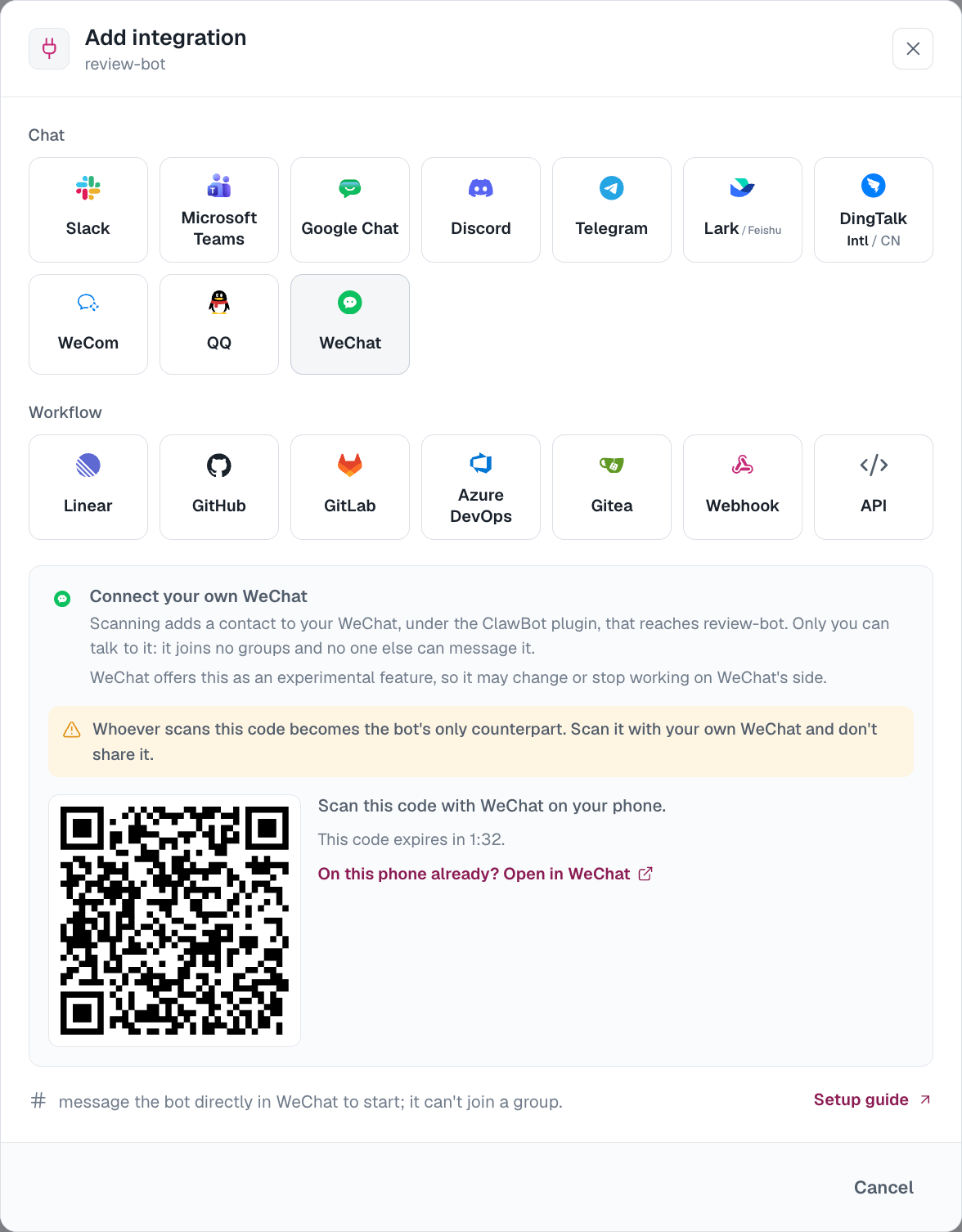 Add integration
review-bot
Chat
Slack
Microsoft
Teams
Google Chat
Discord
Telegram
Lark / Feishu
DingTalk
Intl / CN
WeCom
QQ
WeChat
Workflow
Linear
GitHub
GitLab
Azure
DevOps
Gitea
Webhook
API
Connect your own WeChat
Scanning adds a contact to your WeChat, under the ClawBot plugin, that reaches review-bot. Only you can
talk to it: it joins no groups and no one else can message it.
WeChat offers this as an experimental feature, so it may change or stop working on WeChat's side.
Whoever scans this code becomes the bot's only counterpart. Scan it with your own WeChat and don't
share it.
Scan this code with WeChat on your phone.
This code expires in 1:32.
On this phone already? Open in WeChat
# message the bot directly in WeChat to start; it can't join a group.
Setup guide
Cancel